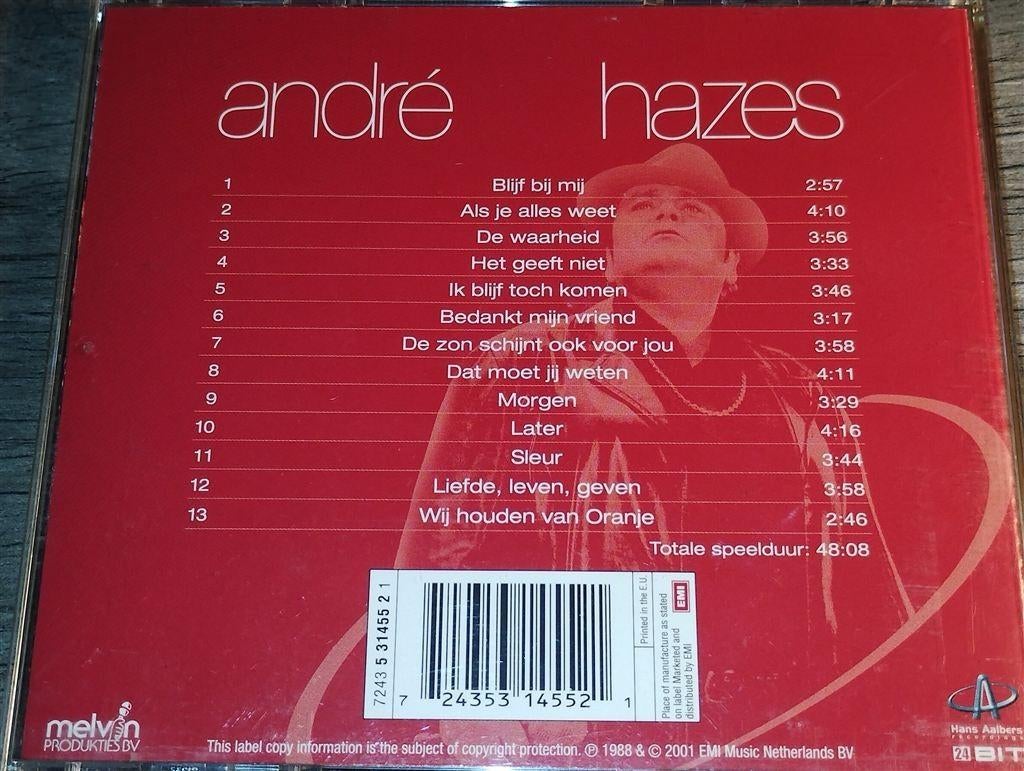 andré hazes
1 Blijf bij mij 2:57
2 Als je alles weet 4:10
3 De waarheid 3:56
4 Het geeft niet 3:33
5 Ik blijf toch komen 3:46
6 Bedankt mijn vriend 3:17
7 De zon schijnt ook voor jou 3:58
8 Dat moet jij weten 4:11
9 Morgen 3:29
10 Later 4:16
11 Sleur 3:44
12 Liefde, leven, geven 3:58
13 Wij houden van Oranje 2:46
Totale speelduur: 48:08
7243 5 31455 2 1
7 24353 14552 1
Printed in the E.U.
EMI
Place of manufacture as stated
on label Marketed and
distributed by EMI
melvin
PRODUKTIES BV
This label copy information is the subject of copyright protection. ℗ 1988 & © 2001 EMI Music Netherlands BV
Hans Aalbers
recordings
24 BIT